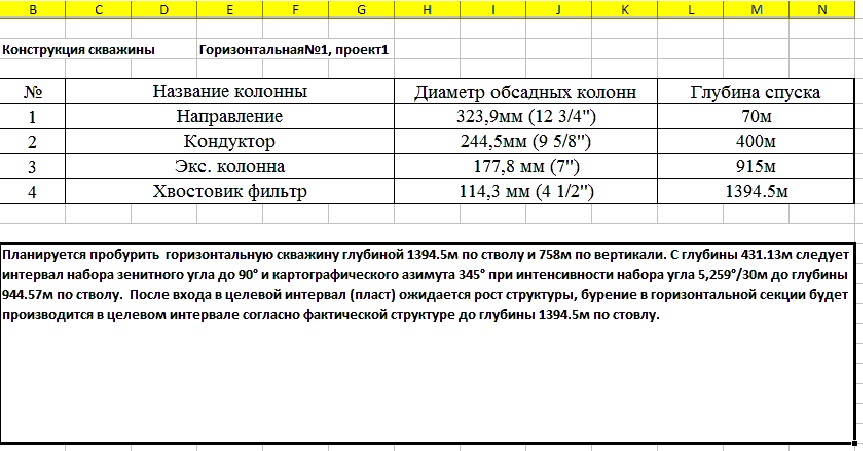 B C D E F G H I J K L M N
Конструкция скважины Горизонтальная№1, проект1
№ Название колонны Диаметр обсадных колонн Глубина спуска
1 Направление 323,9мм (12 3/4") 70м
2 Кондуктор 244,5мм (9 5/8") 400м
3 Экс. колонна 177,8 мм (7") 915м
4 Хвостовик фильтр 114,3 мм (4 1/2") 1394.5м
Планируется пробурить горизонтальную скважину глубиной 1394.5м по стволу и 758м по вертикали. С глубины 431.13м следует
интервал набора зенитного угла до 90° и картографического азимута 345° при интенсивности набора угла 5,259°/30м до глубины
944.57м по стволу. После входа в целевой интервал (пласт) ожидается рост структуры, бурение в горизонтальной секции будет
производится в целевом интервале согласно фактической структуре до глубины 1394.5м по стовлу.